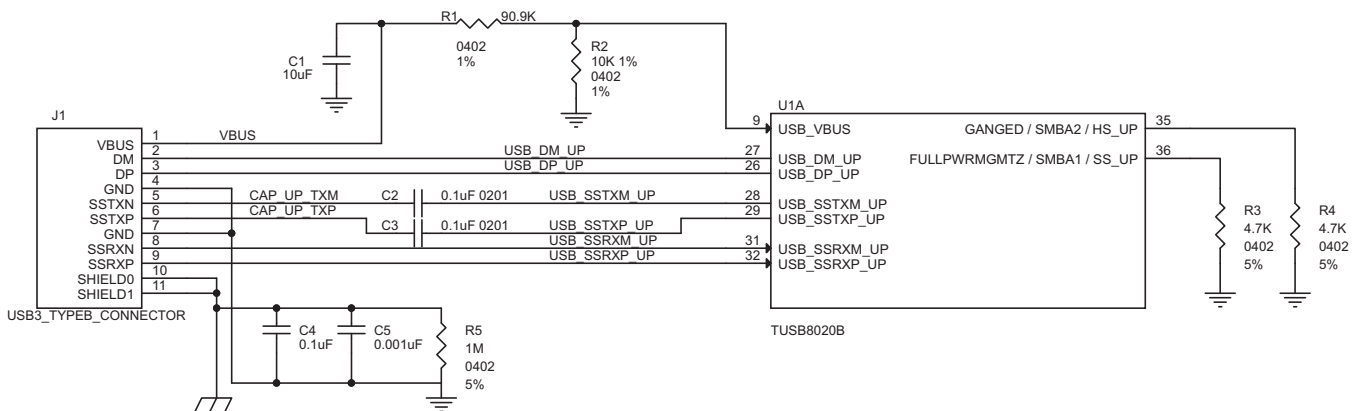 R1 90.9K
0402
1%
R2
10K 1%
0402
1%
C1
10uF
J1
U1A
VBUS 1 VBUS
DM 2 USB_DM_UP 27 USB_DM_UP
DP 3 USB_DP_UP 26 USB_DP_UP
GND 4
SSTXN 5 CAP_UP_TXM C2 0.1uF 0201 USB_SSTXM_UP 28 USB_SSTXM_UP
SSTXP 6 CAP_UP_TXP C3 0.1uF 0201 USB_SSTXP_UP 29 USB_SSTXP_UP
GND 7
SSRXN 8 USB_SSRXM_UP 31 USB_SSRXM_UP
SSRXP 9 USB_SSRXP_UP 32 USB_SSRXP_UP
SHIELD0 10
SHIELD1 11
USB3_TYPEB_CONNECTOR
9 USB_VBUS
GANGED / SMBA2 / HS_UP 35
FULLPWRMGMTZ / SMBA1 / SS_UP 36
R3
4.7K
0402
5%
R4
4.7K
0402
5%
C4
0.1uF
C5
0.001uF
R5
1M
0402
5%
TUSB8020B